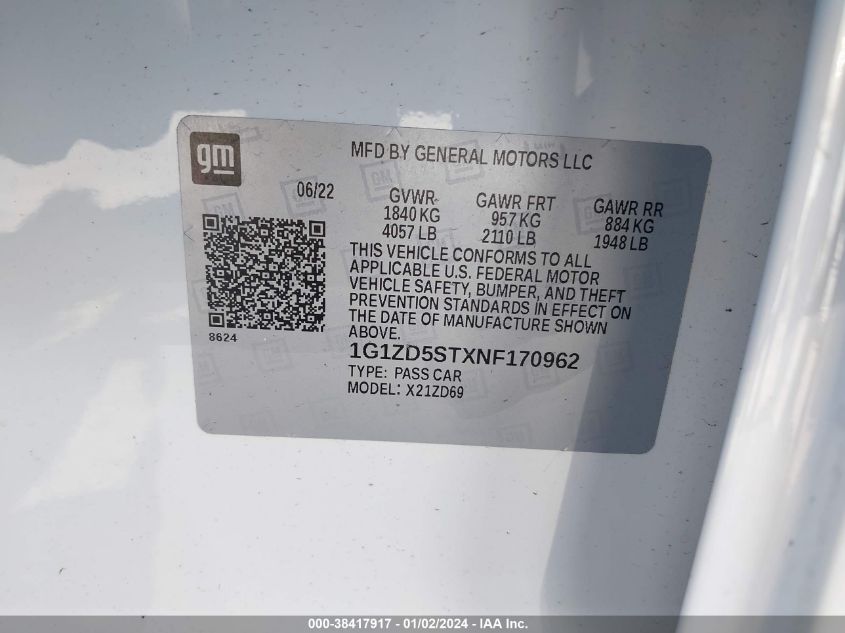 gm
MFD BY GENERAL MOTORS LLC
06/22
GVWR GAWR FRT GAWR RR
1840 KG 957 KG 884 KG
4057 LB 2110 LB 1948 LB
THIS VEHICLE CONFORMS TO ALL
APPLICABLE U.S. FEDERAL MOTOR
VEHICLE SAFETY, BUMPER, AND THEFT
PREVENTION STANDARDS IN EFFECT ON
THE DATE OF MANUFACTURE SHOWN
ABOVE.
8624
1G1ZD5STXNF170962
TYPE: PASS CAR
MODEL: X21ZD69
000-38417917 - 01/02/2024 - IAA Inc.